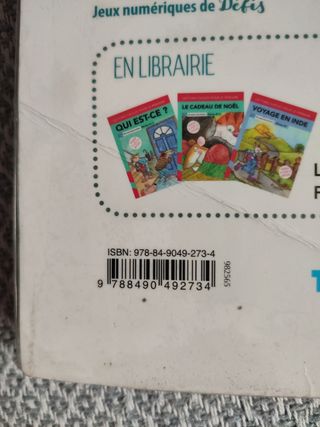 Jeux numériques de Défis
EN LIBRAIRIE
QUI EST-CE ?
LE CADEAU DE NOËL
VOYAGE EN INDE
ISBN: 978-84-9049-273-4
9 788490 492734
982565